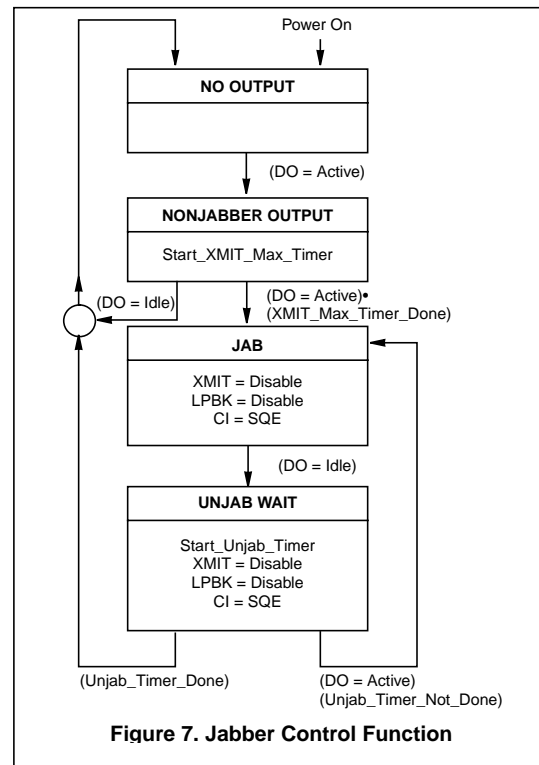 Power On
NO OUTPUT
(DO = Active)
NONJABBER OUTPUT
Start_XMIT_Max_Timer
(DO = Idle)
(DO = Active)•
(XMIT_Max_Timer_Done)
JAB
XMIT = Disable
LPBK = Disable
CI = SQE
(DO = Idle)
UNJAB WAIT
Start_Unjab_Timer
XMIT = Disable
LPBK = Disable
CI = SQE
(Unjab_Timer_Done)
(DO = Active)
(Unjab_Timer_Not_Done)
Figure 7. Jabber Control Function